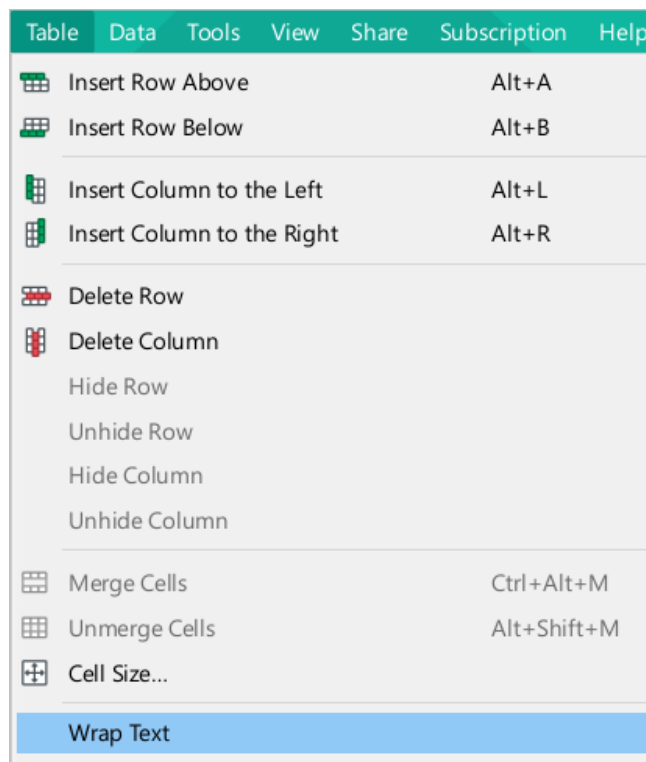 Table Data Tools View Share Subscription Help
Insert Row Above Alt+A
Insert Row Below Alt+B
Insert Column to the Left Alt+L
Insert Column to the Right Alt+R
Delete Row
Delete Column
Hide Row
Unhide Row
Hide Column
Unhide Column
Merge Cells Ctrl+Alt+M
Unmerge Cells Alt+Shift+M
Cell Size...
Wrap Text